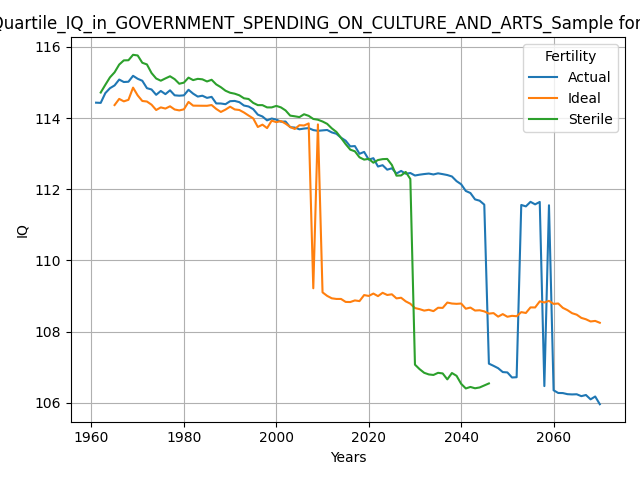 Quartile_IQ_in_GOVERNMENT_SPENDING_ON_CULTURE_AND_ARTS_Sample for
116
114
112
110
108
106
IQ
Fertility
Actual
Ideal
Sterile
1960
1980
2000
2020
2040
2060
Years